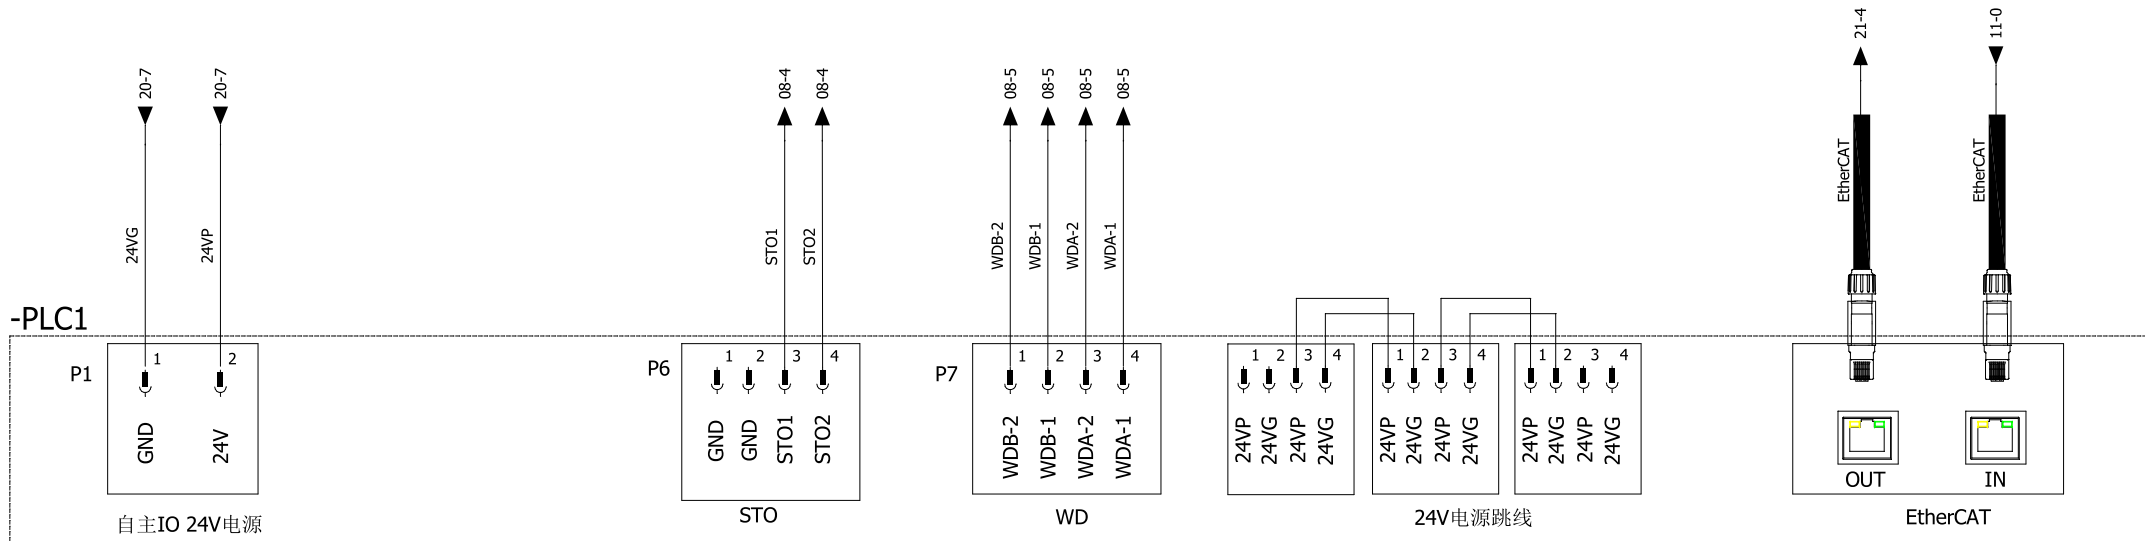 20-7
20-7
08-4
08-4
08-5
08-5
08-5
08-5
21-4
11-0
24VG
24VP
STO1
STO2
WDB-2
WDB-1
WDA-2
WDA-1
EtherCAT
EtherCAT
-PLC1
P1
1
2
GND
24V
自主IO 24V电源
P6
1
2
3
4
GND
GND
STO1
STO2
STO
P7
1
2
3
4
WDB-2
WDB-1
WDA-2
WDA-1
WD
1
2
3
4
24VP
24VG
24VP
24VG
1
2
3
4
24VP
24VG
24VP
24VG
1
2
3
4
24VP
24VG
24VP
24VG
24V电源跳线
OUT
IN
EtherCAT